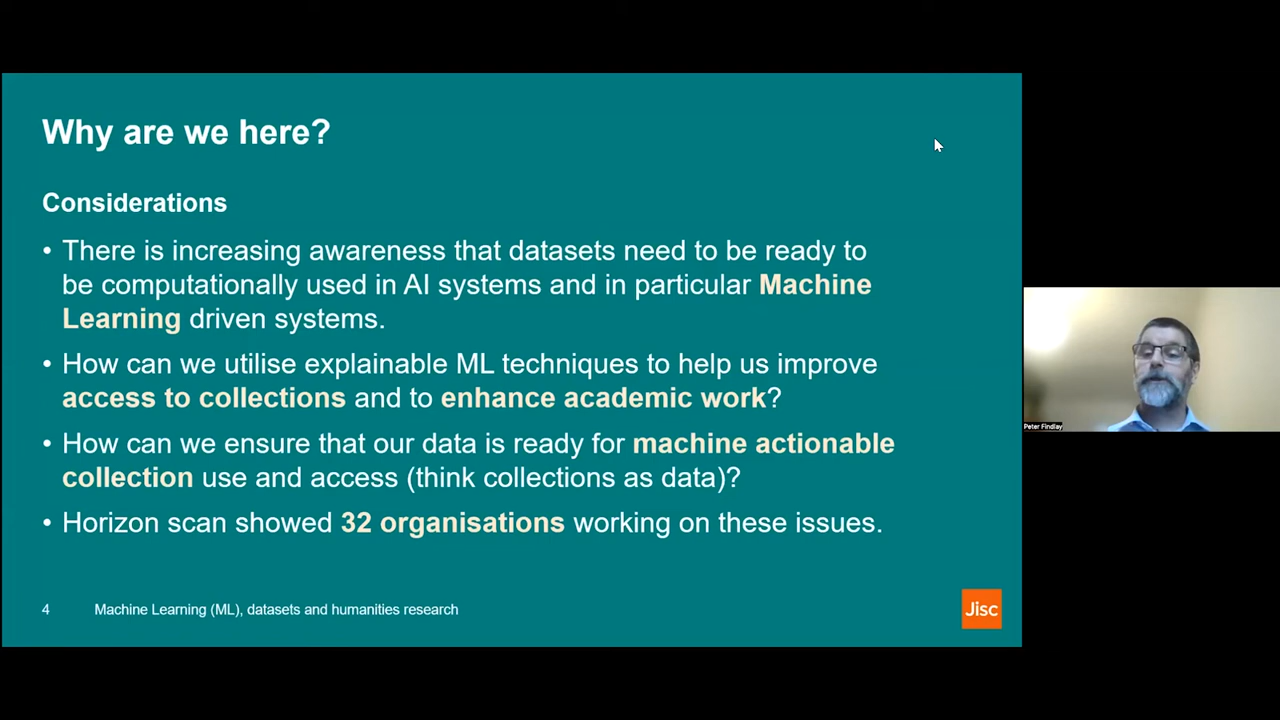 Why are we here?
Considerations
• There is increasing awareness that datasets need to be ready to
be computationally used in AI systems and in particular Machine
Learning driven systems.
• How can we utilise explainable ML techniques to help us improve
access to collections and to enhance academic work?
• How can we ensure that our data is ready for machine actionable
collection use and access (think collections as data)?
• Horizon scan showed 32 organisations working on these issues.
4 Machine Learning (ML), datasets and humanities research
Jisc
Peter Findlay